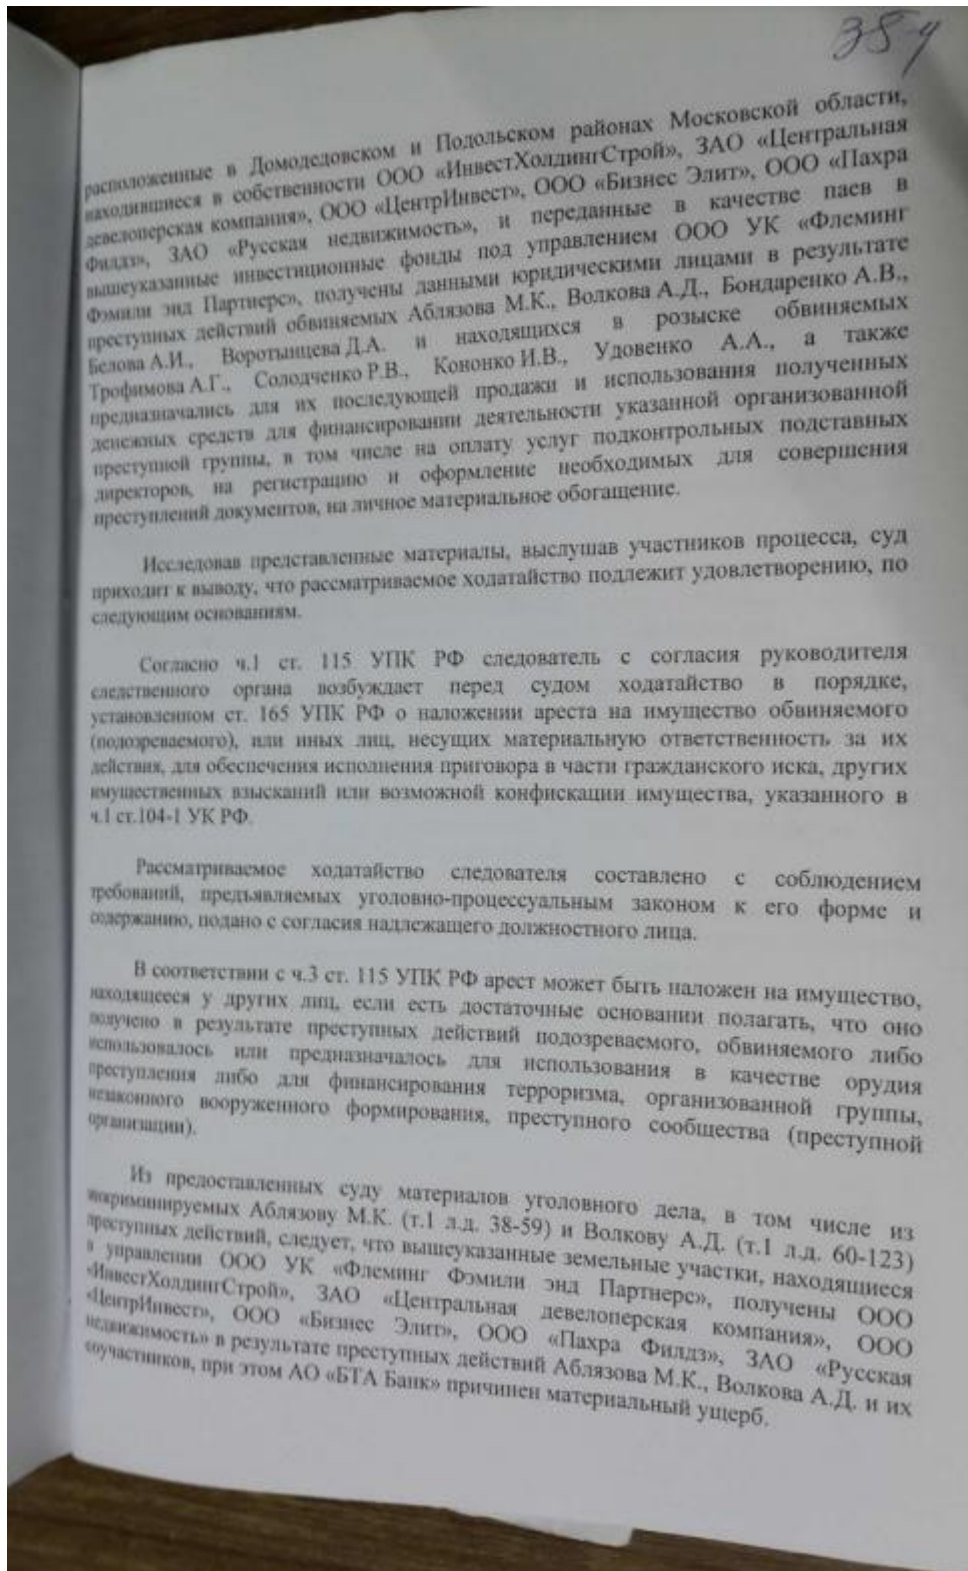 расположенные в Домодедовском и Подольском районах Московской области,
находившиеся в собственности ООО «ИнвестХолдингСтрой», ЗАО «Центральная
девелоперская компания», ООО «ЦентрИнвест», ООО «Бизнес Элит», ООО «Пахра
Филдз», ЗАО «Русская недвижимость», и переданные в качестве паев в
вышеуказанные инвестиционные фонды под управлением ООО УК «Флеминг
Фэмили энд Партнерс», получены данными юридическими лицами в результате
преступных действий обвиняемых Аблязова М.К., Волкова А.Д., Бондаренко А.В.,
Белова А.И., Воротынцева Д.А. и находящихся в розыске обвиняемых
Трофимова А.Г., Солодченко Р.В., Кононко И.В., Удовенко А.А., а также
предназначались для их последующей продажи и использования полученных
денежных средств для финансировании деятельности указанной организованной
преступной группы, в том числе на оплату услуг подконтрольных подставных
директоров, на регистрацию и оформление необходимых для совершения
преступлений документов, на личное материальное обогащение.
Исследовав представленные материалы, выслушав участников процесса, суд
приходит к выводу, что рассматриваемое ходатайство подлежит удовлетворению, по
следующим основаниям.
Согласно ч.1 ст. 115 УПК РФ следователь с согласия руководителя
следственного органа возбуждает перед судом ходатайство в порядке,
установленном ст. 165 УПК РФ о наложении ареста на имущество обвиняемого
(подозреваемого), или иных лиц, несущих материальную ответственность за их
действия, для обеспечения исполнения приговора в части гражданского иска, других
имущественных взысканий или возможной конфискации имущества, указанного в
ч.1 ст.104-1 УК РФ.
Рассматриваемое ходатайство следователя составлено с соблюдением
требований, предъявляемых уголовно-процессуальным законом к его форме и
содержанию, подано с согласия надлежащего должностного лица.
В соответствии с ч.3 ст. 115 УПК РФ арест может быть наложен на имущество,
находящееся у других лиц, если есть достаточные основании полагать, что оно
получено в результате преступных действий подозреваемого, обвиняемого либо
использовалось или предназначалось для использования в качестве орудия
преступления либо для финансирования терроризма, организованной группы,
незаконного вооруженного формирования, преступного сообщества (преступной
организации).
Из предоставленных суду материалов уголовного дела, в том числе из
инкриминируемых Аблязову М.К. (т.1 л.д. 38-59) и Волкову А.Д. (т.1 л.д. 60-123)
преступных действий, следует, что вышеуказанные земельные участки, находящиеся
в управлении ООО УК «Флеминг Фэмили энд Партнерс», получены ООО
«ИнвестХолдингСтрой», ЗАО «Центральная девелоперская компания», ООО
«ЦентрИнвест», ООО «Бизнес Элит», ООО «Пахра Филдз», ЗАО «Русская
недвижимость» в результате преступных действий Аблязова М.К., Волкова А.Д. и их
соучастников, при этом АО «БТА Банк» причинен материальный ущерб.